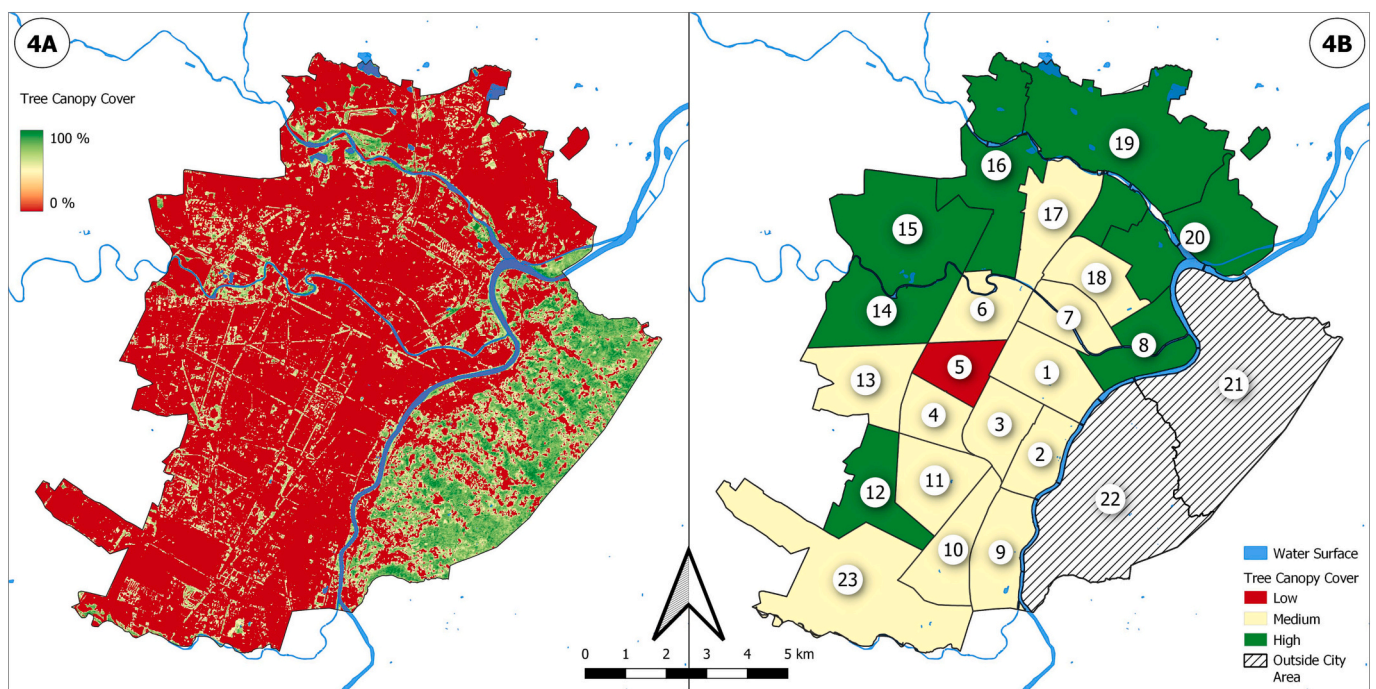 4A
Tree Canopy Cover
100 %
0 %
4B
19
16
17
20
15
18
6
7
14
8
5
1
13
21
4
3
2
11
12
22
10
9
23
0 1 2 3 4 5 km
Water Surface
Tree Canopy Cover
Low
Medium
High
Outside City
Area